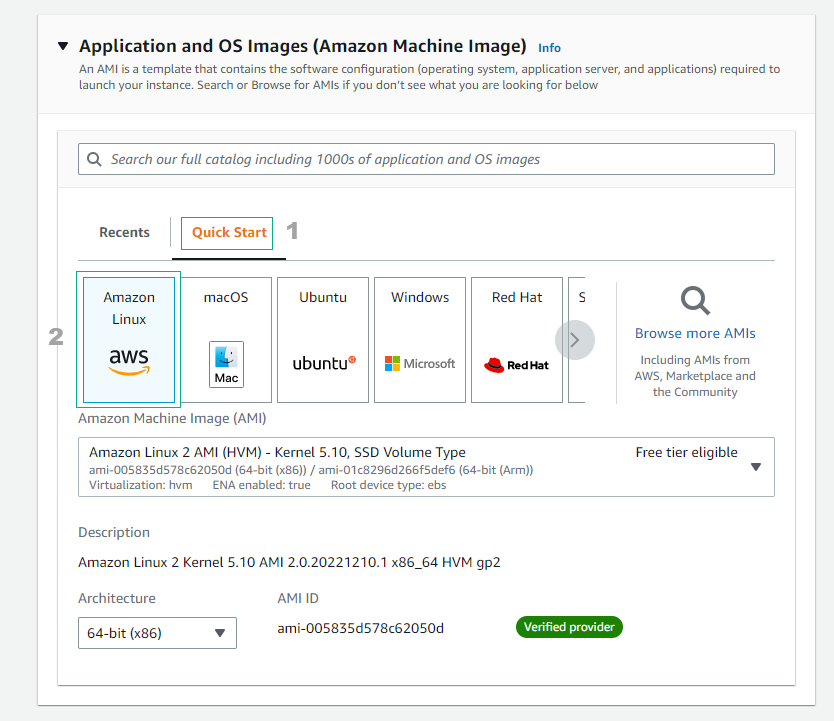 Application and OS Images (Amazon Machine Image) Info
An AMI is a template that contains the software configuration (operating system, application server, and applications) required to
launch your instance. Search or Browse for AMIs if you don't see what you are looking for below
Search our full catalog including 1000s of application and OS images
Recents
Quick Start
1
2
Amazon
Linux
aws
macOS
Mac
Ubuntu
ubuntu
Windows
Microsoft
Red Hat
Red Hat
S
Browse more AMIs
Including AMIs from
AWS, Marketplace and
the Community
Amazon Machine Image (AMI)
Amazon Linux 2 AMI (HVM) - Kernel 5.10, SSD Volume Type
Free tier eligible
ami-005835d578c62050d (64-bit (x86)) / ami-01c8296d266f5def6 (64-bit (Arm))
Virtualization: hvm ENA enabled: true Root device type: ebs
Description
Amazon Linux 2 Kernel 5.10 AMI 2.0.20221210.1 x86_64 HVM gp2
Architecture
AMI ID
64-bit (x86)
ami-005835d578c62050d
Verified provider